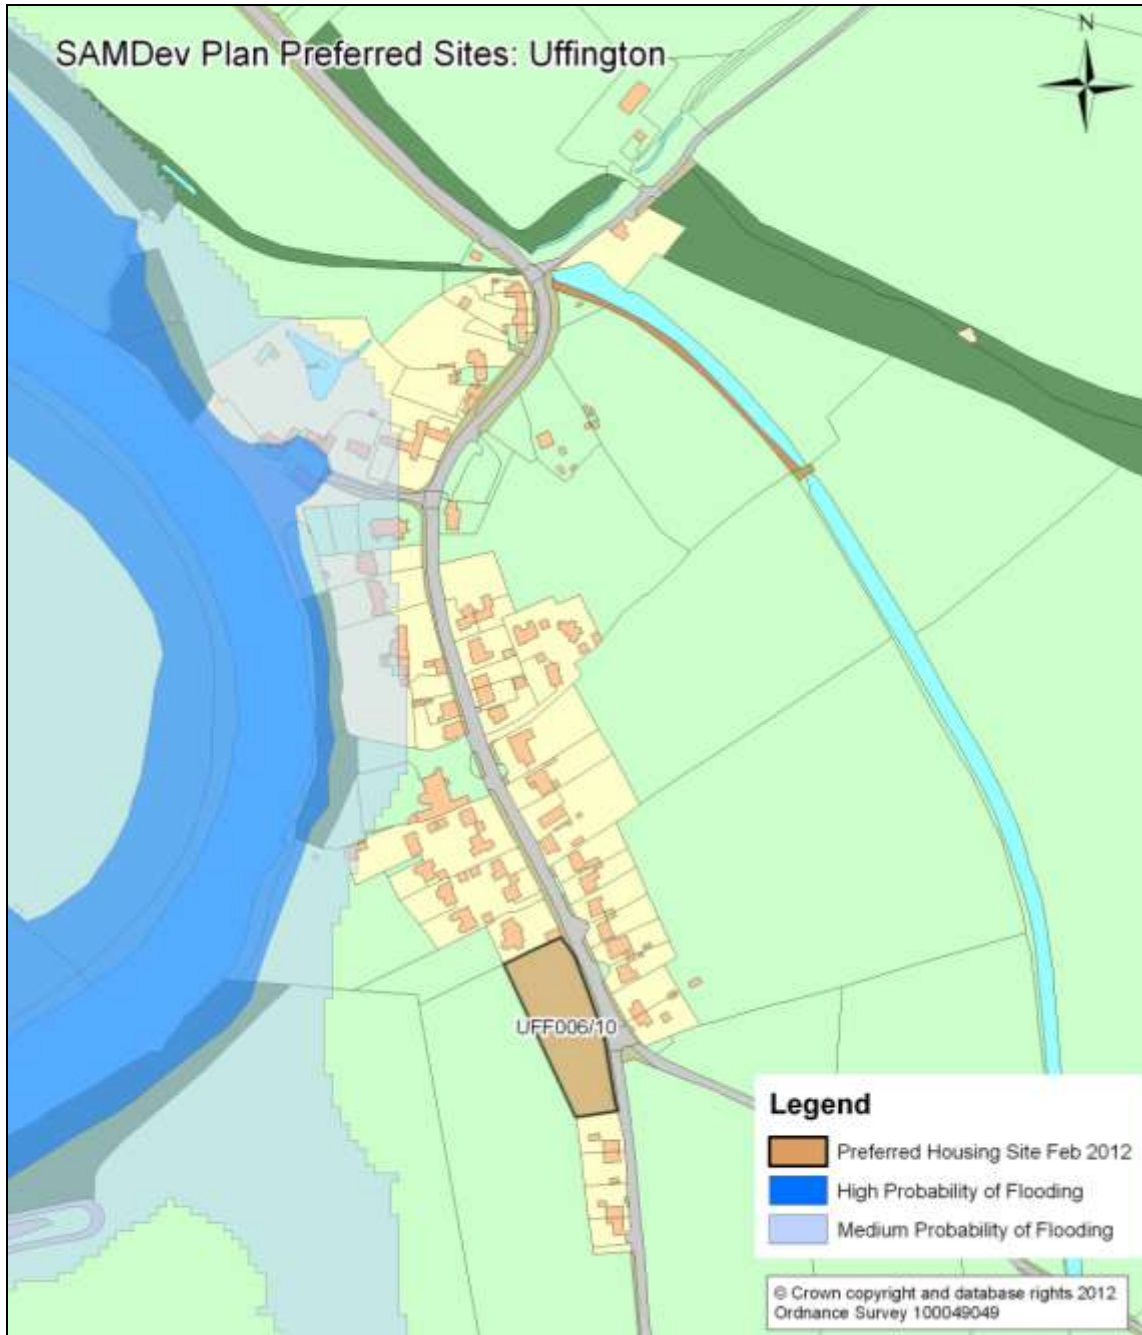 SAMDev Plan Preferred Sites: Uffington
N
UFF006/10
Legend
Preferred Housing Site Feb 2012
High Probability of Flooding
Medium Probability of Flooding
© Crown copyright and database rights 2012
Ordnance Survey 100049049